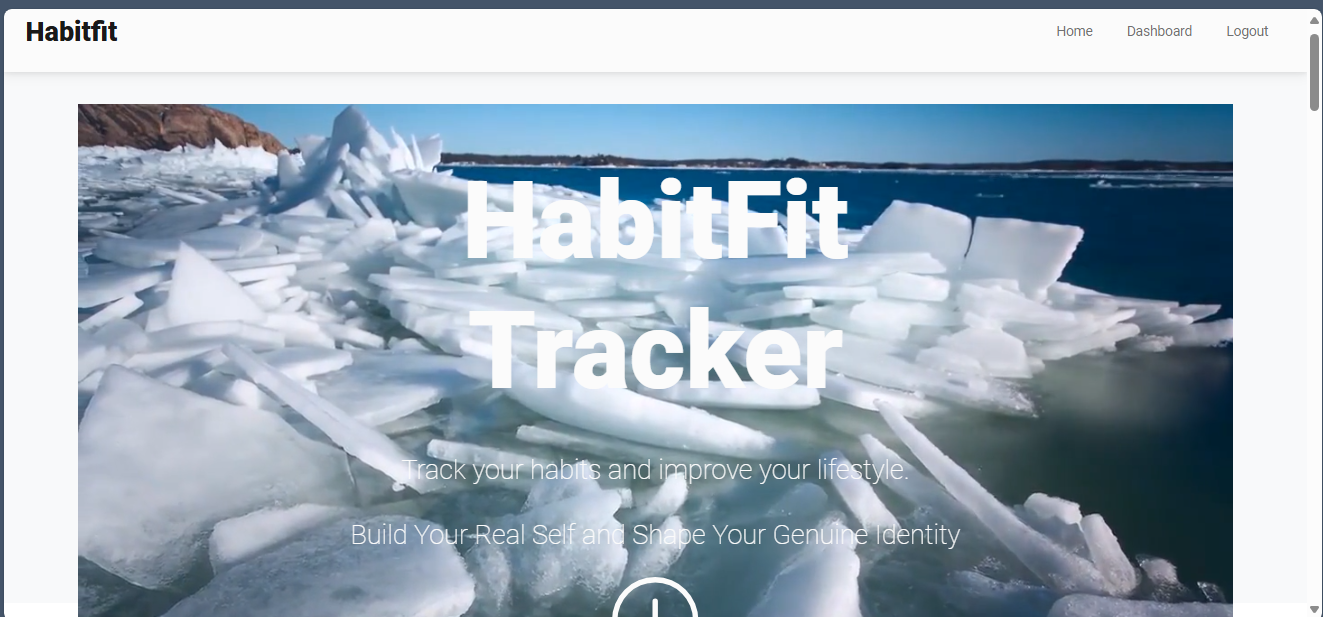 Habitfit
Home Dashboard Logout
HabitFit
Tracker
Track your habits and improve your lifestyle.
Build Your Real Self and Shape Your Genuine Identity